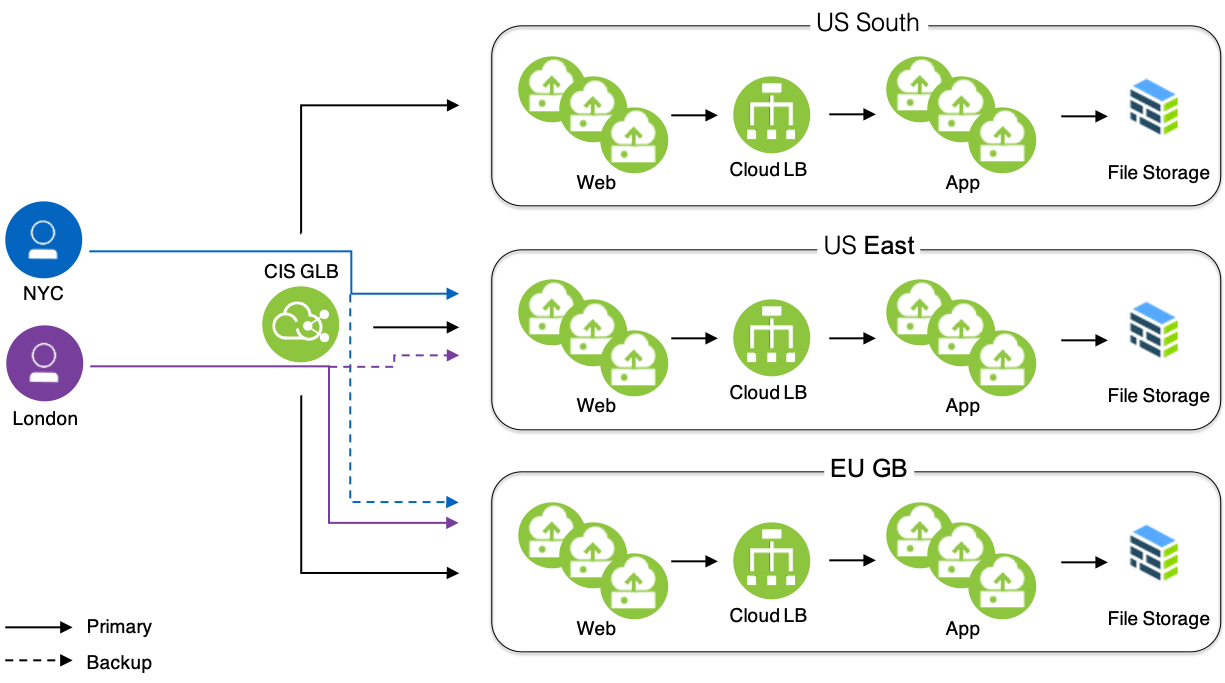 US South
Web
Cloud LB
App
File Storage
NYC
London
CIS GLB
US East
Web
Cloud LB
App
File Storage
EU GB
Web
Cloud LB
App
File Storage
Primary
Backup